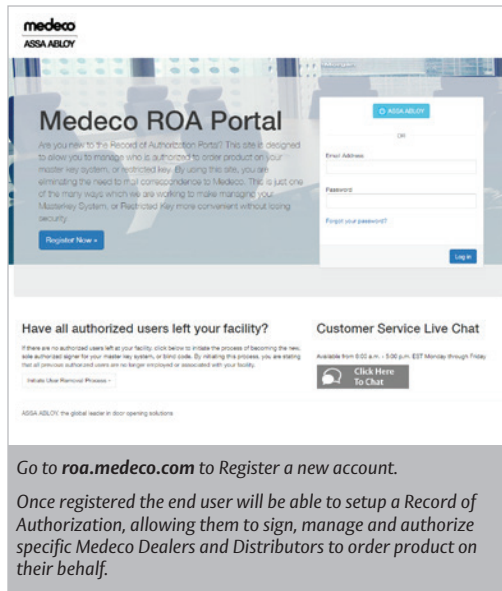 medeco
ASSA ABLOY
Medeco ROA Portal
Are you new to the Record of Authorization Portal? This site is designed
to allow you to manage who is authorized to order product on your
master key system, or restricted key. By using this site, you are
eliminating the need to mail correspondence to Medeco. This is just one
of the many ways which we are working to make managing your
Masterkey System, or Restricted Key more convenient without losing
security.
Register Now »
ASSA ABLOY
OR
Email Address
Password
Forgot your password?
Log in
Have all authorized users left your facility?
If there are no authorized users left at your facility, click below to initiate the process of becoming the new,
sole authorized signer for your master key system, or blind code. By initiating this process, you are stating
that all previous authorized users are no longer employed or associated with your facility.
Initiate User Removal Process »
Customer Service Live Chat
Available from 8:00 a.m. - 5:00 p.m. EST Monday through Friday
Click Here
To Chat
ASSA ABLOY, the global leader in door opening solutions
Go to roa.medeco.com to Register a new account.
Once registered the end user will be able to setup a Record of
Authorization, allowing them to sign, manage and authorize
specific Medeco Dealers and Distributors to order product on
their behalf.